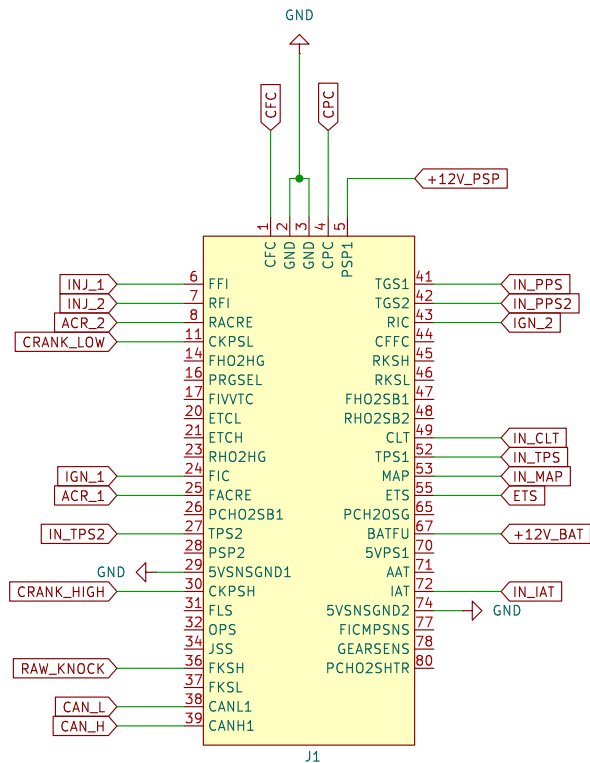 GND
CFC
CPC
+12V_PSP
1 2 3 4 5
CFC GND GND CPC PSP1
INJ_1 6 FFI TGS1 41 IN_PPS
INJ_2 7 RFI TGS2 42 IN_PPS2
ACR_2 8 RACRE RIC 43 IGN_2
CRANK_LOW 11 CKPSL CFFC 44
14 FHO2HG RKSH 45
16 PRGSEL RKSL 46
17 FIVVTC FHO2SB1 47
20 ETCL RHO2SB2 48
21 ETCH CLT 49 IN_CLT
23 RHO2HG TPS1 52 IN_TPS
IGN_1 24 FIC MAP 53 IN_MAP
ACR_1 25 FACRE ETS 55 ETS
26 PCHO2SB1 PCH2OSG 65
IN_TPS2 27 TPS2 BATFU 67 +12V_BAT
28 PSP2 5VPS1 70
GND 29 5VSNSGND1 AAT 71
CRANK_HIGH 30 CKPSH IAT 72 IN_IAT
31 FLS 5VSNSGND2 74 GND
32 OPS FICMPSNS 77
34 JSS GEARSENS 78
RAW_KNOCK 36 FKSH PCHO2SHTR 80
37 FKSL
CAN_L 38 CANL1
CAN_H 39 CANH1
J1